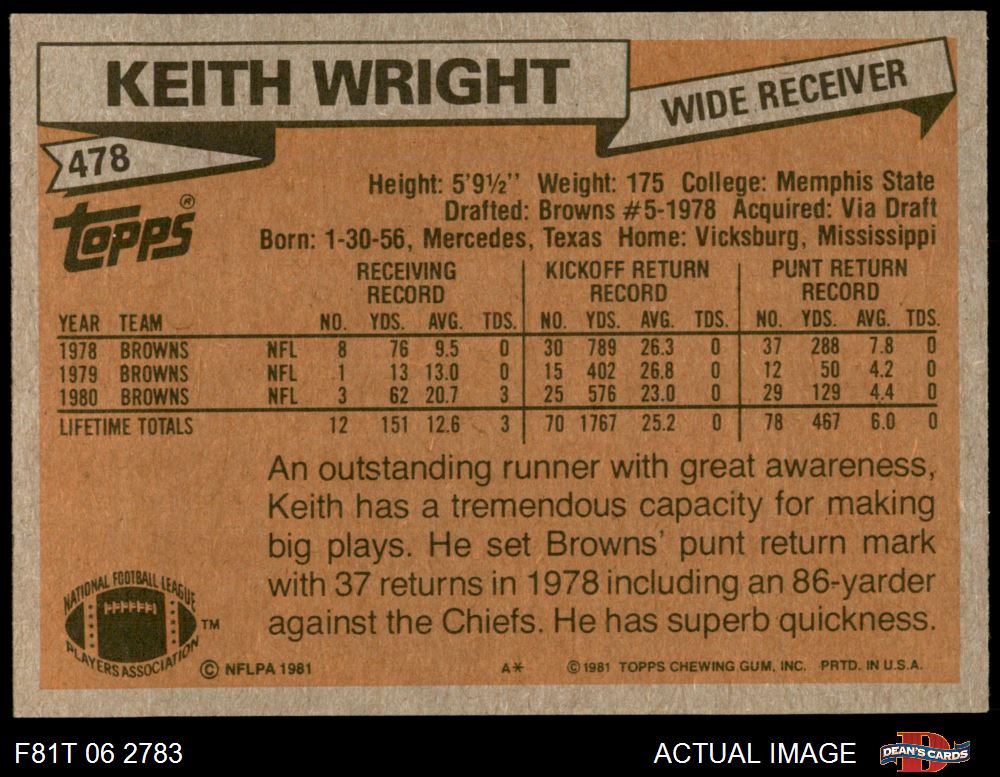 KEITH WRIGHT
WIDE RECEIVER
478
TOPPS®
Height: 5'9½'' Weight: 175 College: Memphis State
Drafted: Browns #5-1978 Acquired: Via Draft
Born: 1-30-56, Mercedes, Texas Home: Vicksburg, Mississippi
RECEIVING RECORD KICKOFF RETURN RECORD PUNT RETURN RECORD
YEAR TEAM NO. YDS. AVG. TDS. NO. YDS. AVG. TDS. NO. YDS. AVG. TDS.
1978 BROWNS NFL 8 76 9.5 0 30 789 26.3 0 37 288 7.8 0
1979 BROWNS NFL 1 13 13.0 0 15 402 26.8 0 12 50 4.2 0
1980 BROWNS NFL 3 62 20.7 3 25 576 23.0 0 29 129 4.4 0
LIFETIME TOTALS 12 151 12.6 3 70 1767 25.2 0 78 467 6.0 0
An outstanding runner with great awareness,
Keith has a tremendous capacity for making
big plays. He set Browns' punt return mark
with 37 returns in 1978 including an 86-yarder
against the Chiefs. He has superb quickness.
NATIONAL FOOTBALL LEAGUE
PLAYERS ASSOCIATION
TM
© NFLPA 1981
A* © 1981 TOPPS CHEWING GUM, INC. PRTD. IN U.S.A.
F81T 06 2783
ACTUAL IMAGE
D
DEAN'S CARDS